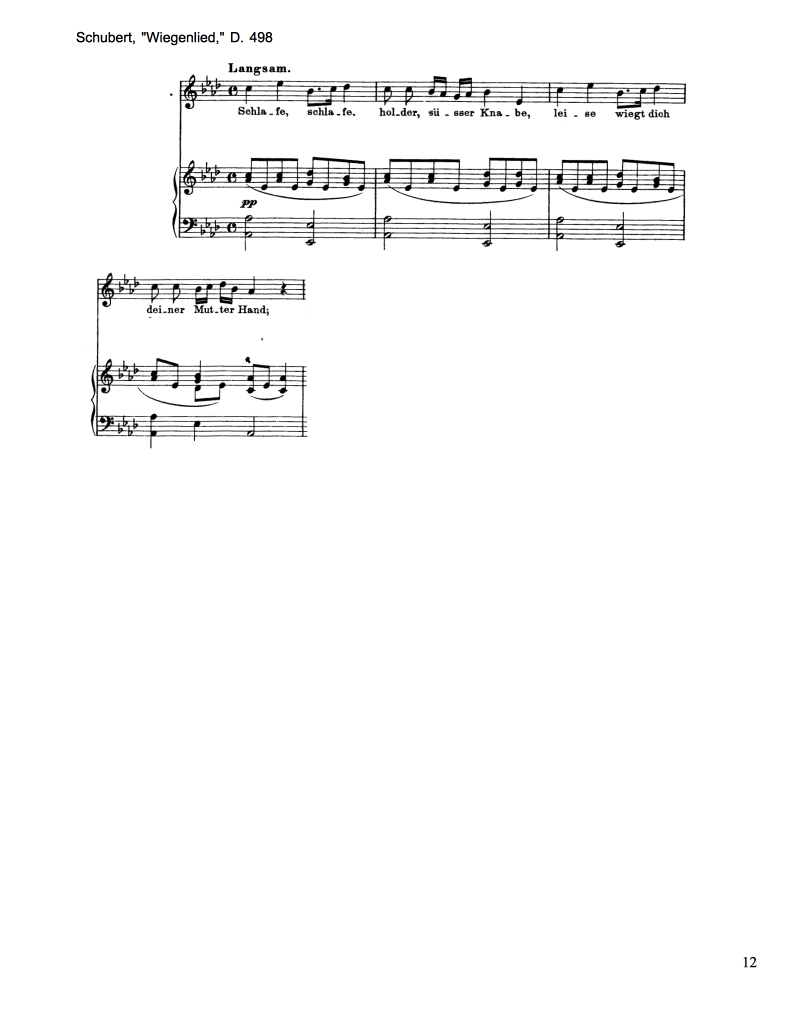 Schubert, "Wiegenlied," D. 498
Langsam.
Schla - fe, schla - fe. hol - der, sü - sser Kna - be, lei - se wiegt dich
pp
dei - ner Mut - ter Hand;
12